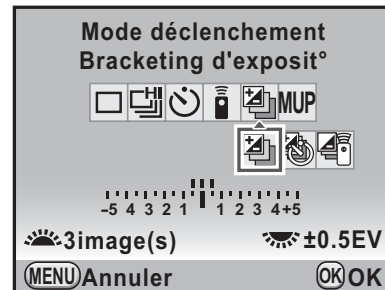 Mode déclenchement
Bracketing d'exposit°
HI MUP
-5 4 3 2 1 1 2 3 4+5
3image(s) ±0.5EV
MENU Annuler OK OK